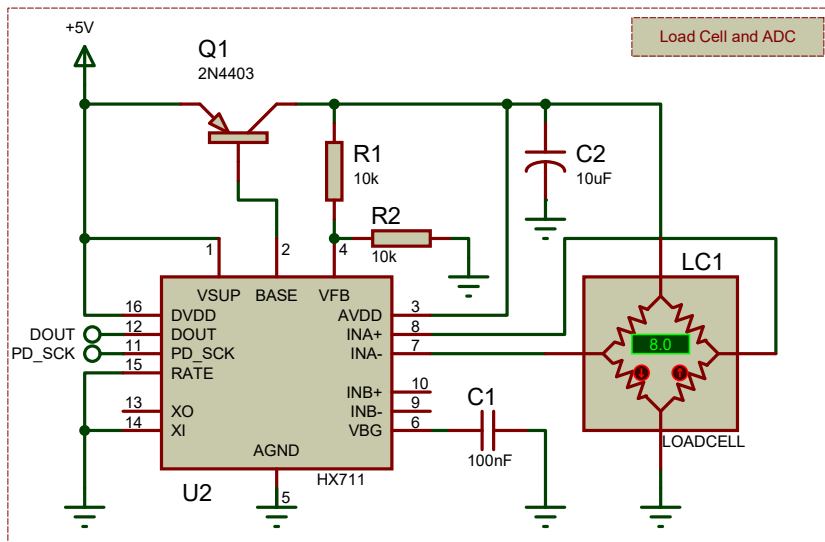 +5V
Load Cell and ADC
Q1
2N4403
R1
10k
C2
10uF
R2
10k
1
2
4
LC1
VSUP
BASE
VFB
16
DVDD
AVDD
3
DOUT
12
DOUT
INA+
8
8.0
PD_SCK
11
PD_SCK
INA-
7
15
RATE
INB+
10
13
XO
INB-
9
C1
14
XI
VBG
6
100nF
LOADCELL
AGND
HX711
U2
5